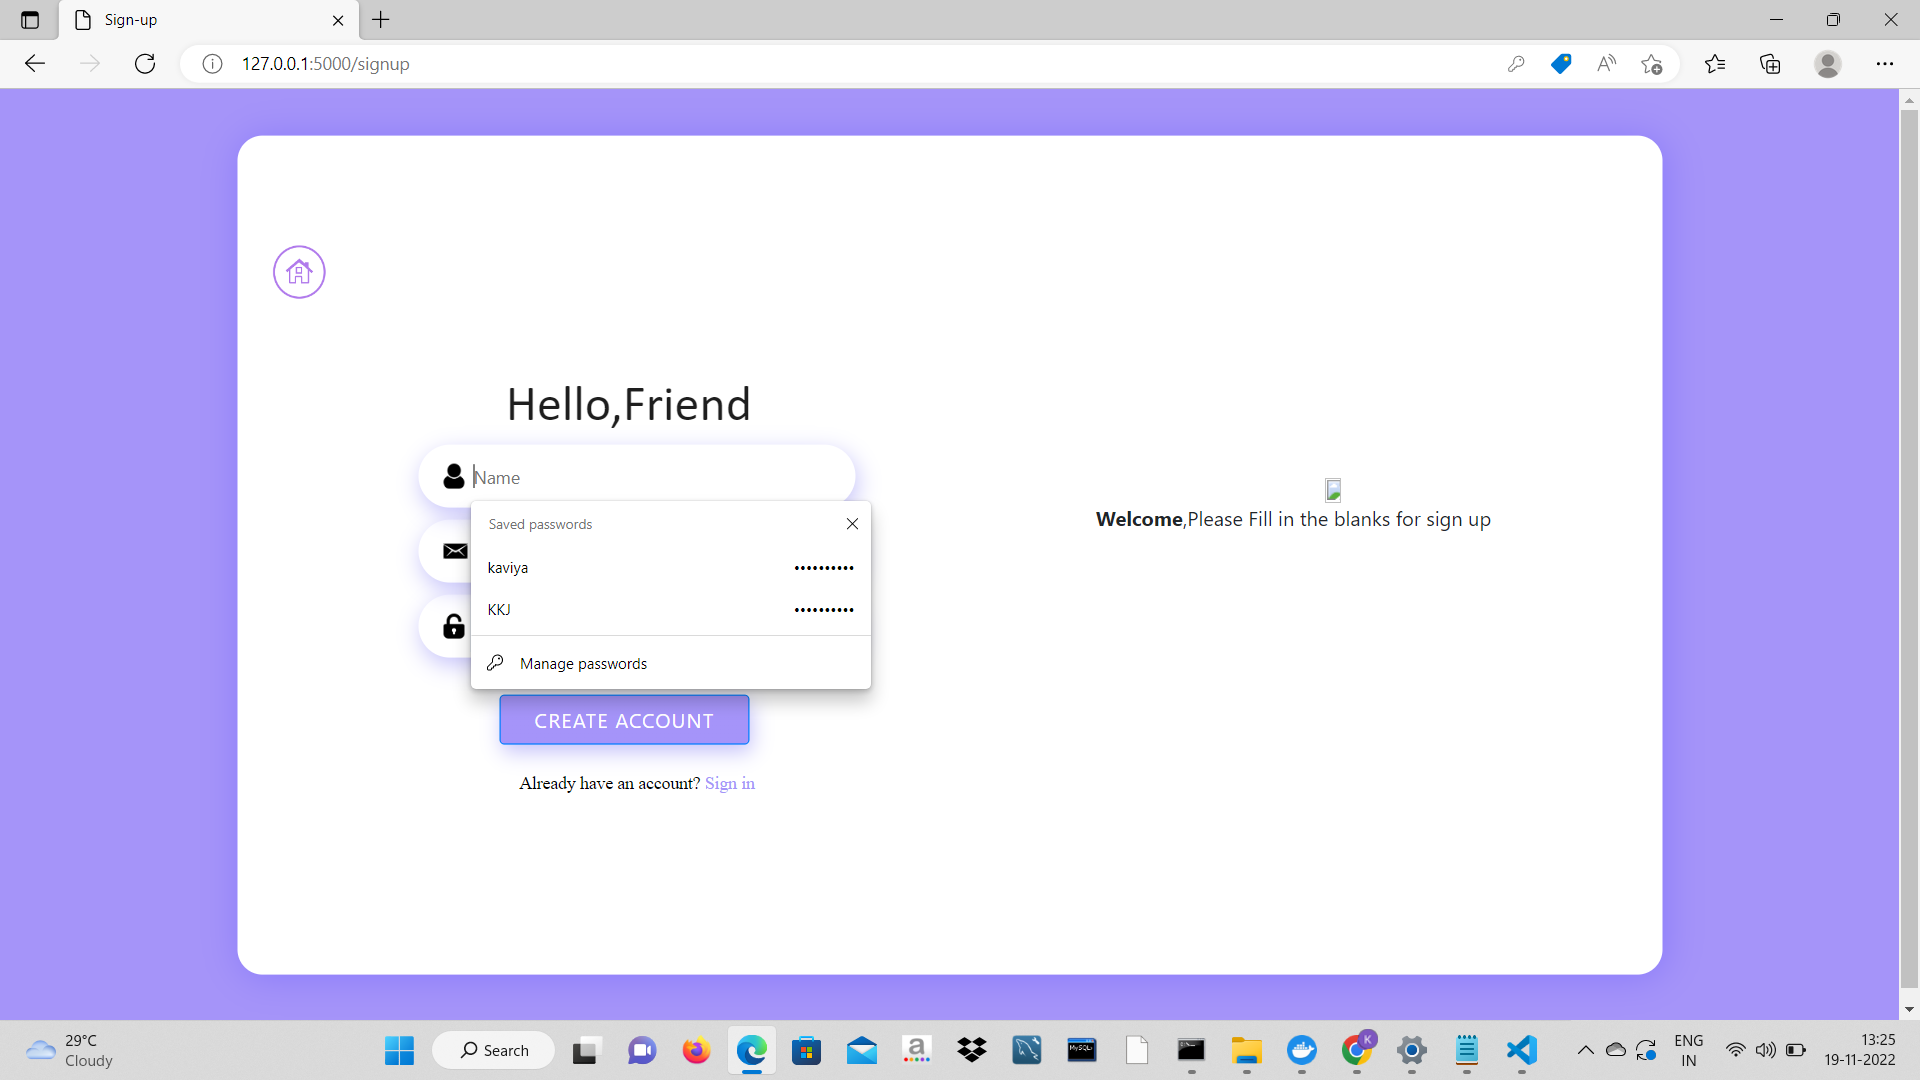 Sign-up
127.0.0.1:5000/signup
Hello,Friend
Name
Saved passwords
kaviya ••••••••••
KKJ ••••••••••
Manage passwords
CREATE ACCOUNT
Already have an account? Sign in
Welcome,Please Fill in the blanks for sign up
29°C
Cloudy
Search
a
MySQL
K
ENG
IN
13:25
19-11-2022